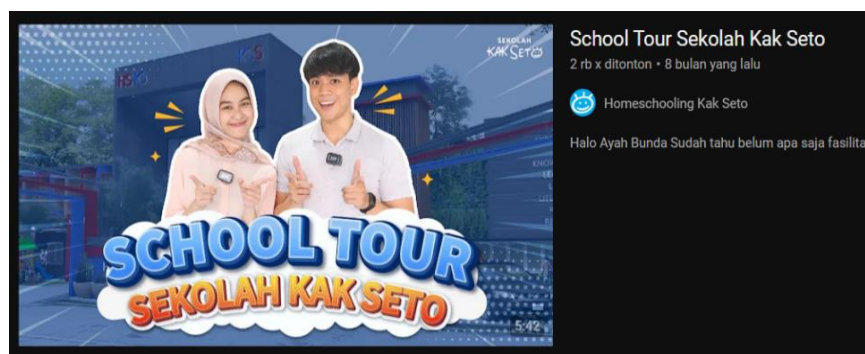 SEKOLAH
KAK SETO
SCHOOL TOUR
SEKOLAH KAK SETO
5:42
School Tour Sekolah Kak Seto
2 rb x ditonton • 8 bulan yang lalu
Homeschooling Kak Seto
Halo Ayah Bunda Sudah tahu belum apa saja fasilita